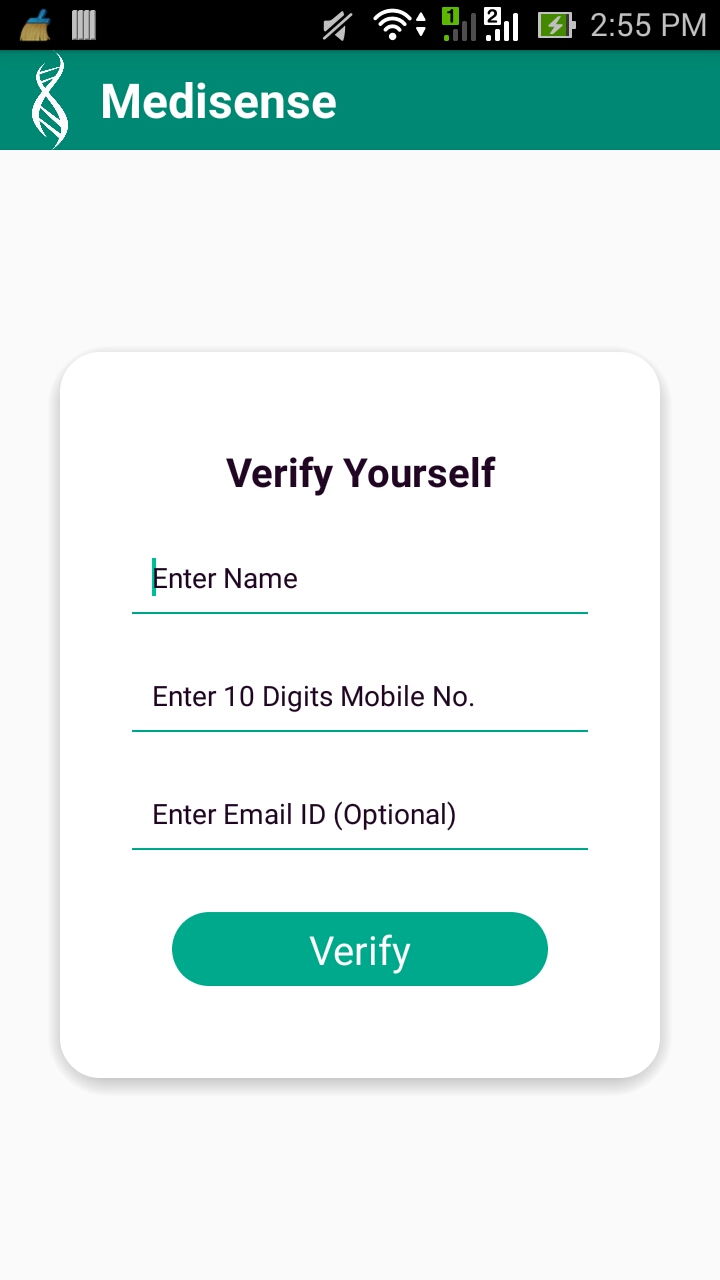 1 2 2:55 PM
Medisense
Verify Yourself
Enter Name
Enter 10 Digits Mobile No.
Enter Email ID (Optional)
Verify